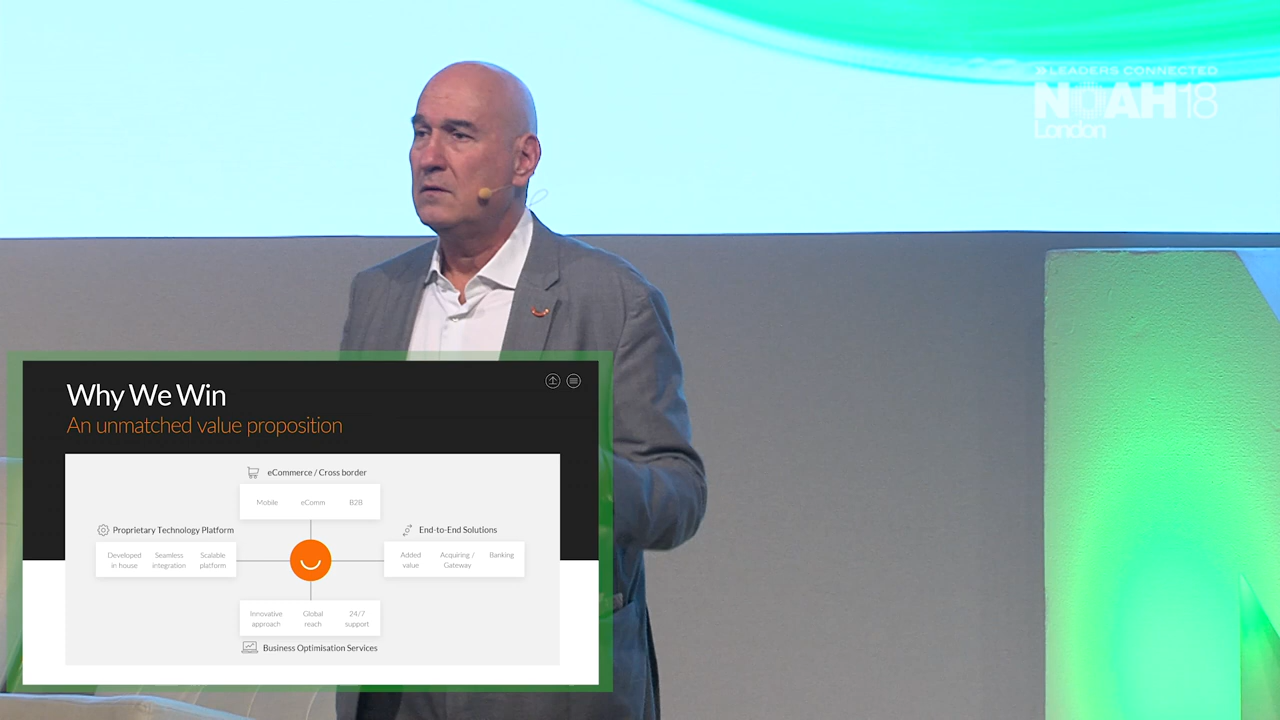 LEADERS CONNECTED
NOAH18
London
Why We Win
An unmatched value proposition
eCommerce / Cross border
Mobile eComm B2B
Proprietary Technology Platform
Developed in house
Seamless integration
Scalable platform
End-to-End Solutions
Added value
Acquiring / Gateway
Banking
Innovative approach
Global reach
24/7 support
Business Optimisation Services